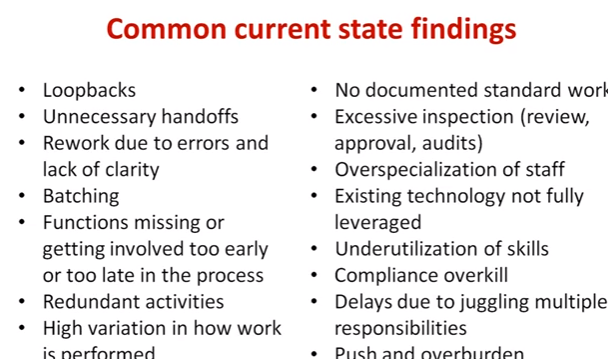 Common current state findings
• Loopbacks
• Unnecessary handoffs
• Rework due to errors and
lack of clarity
• Batching
• Functions missing or
getting involved too early
or too late in the process
• Redundant activities
• High variation in how work
is performed
• No documented standard work
• Excessive inspection (review,
approval, audits)
• Overspecialization of staff
• Existing technology not fully
leveraged
• Underutilization of skills
• Compliance overkill
• Delays due to juggling multiple
responsibilities
• Push and overburden